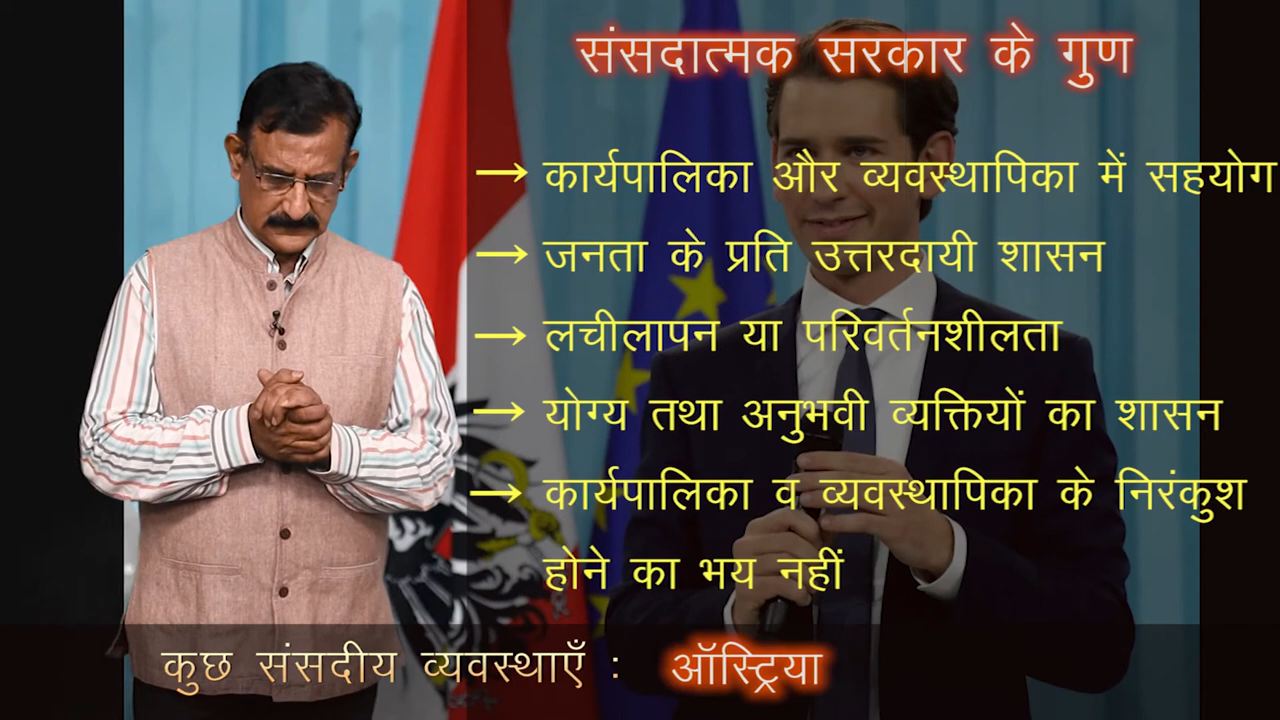 संसदात्मक सरकार के गुण
→ कार्यपालिका और व्यवस्थापिका में सहयोग
→ जनता के प्रति उत्तरदायी शासन
→ लचीलापन या परिवर्तनशीलता
→ योग्य तथा अनुभवी व्यक्तियों का शासन
→ कार्यपालिका व व्यवस्थापिका के निरंकुश
होने का भय नहीं
कुछ संसदीय व्यवस्थाएँ : ऑस्ट्रिया